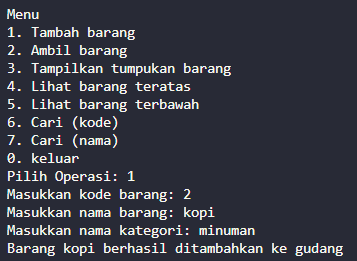 Menu
1. Tambah barang
2. Ambil barang
3. Tampilkan tumpukan barang
4. Lihat barang teratas
5. Lihat barang terbawah
6. Cari (kode)
7. Cari (nama)
0. keluar
Pilih Operasi: 1
Masukkan kode barang: 2
Masukkan nama barang: kopi
Masukkan nama kategori: minuman
Barang kopi berhasil ditambahkan ke gudang